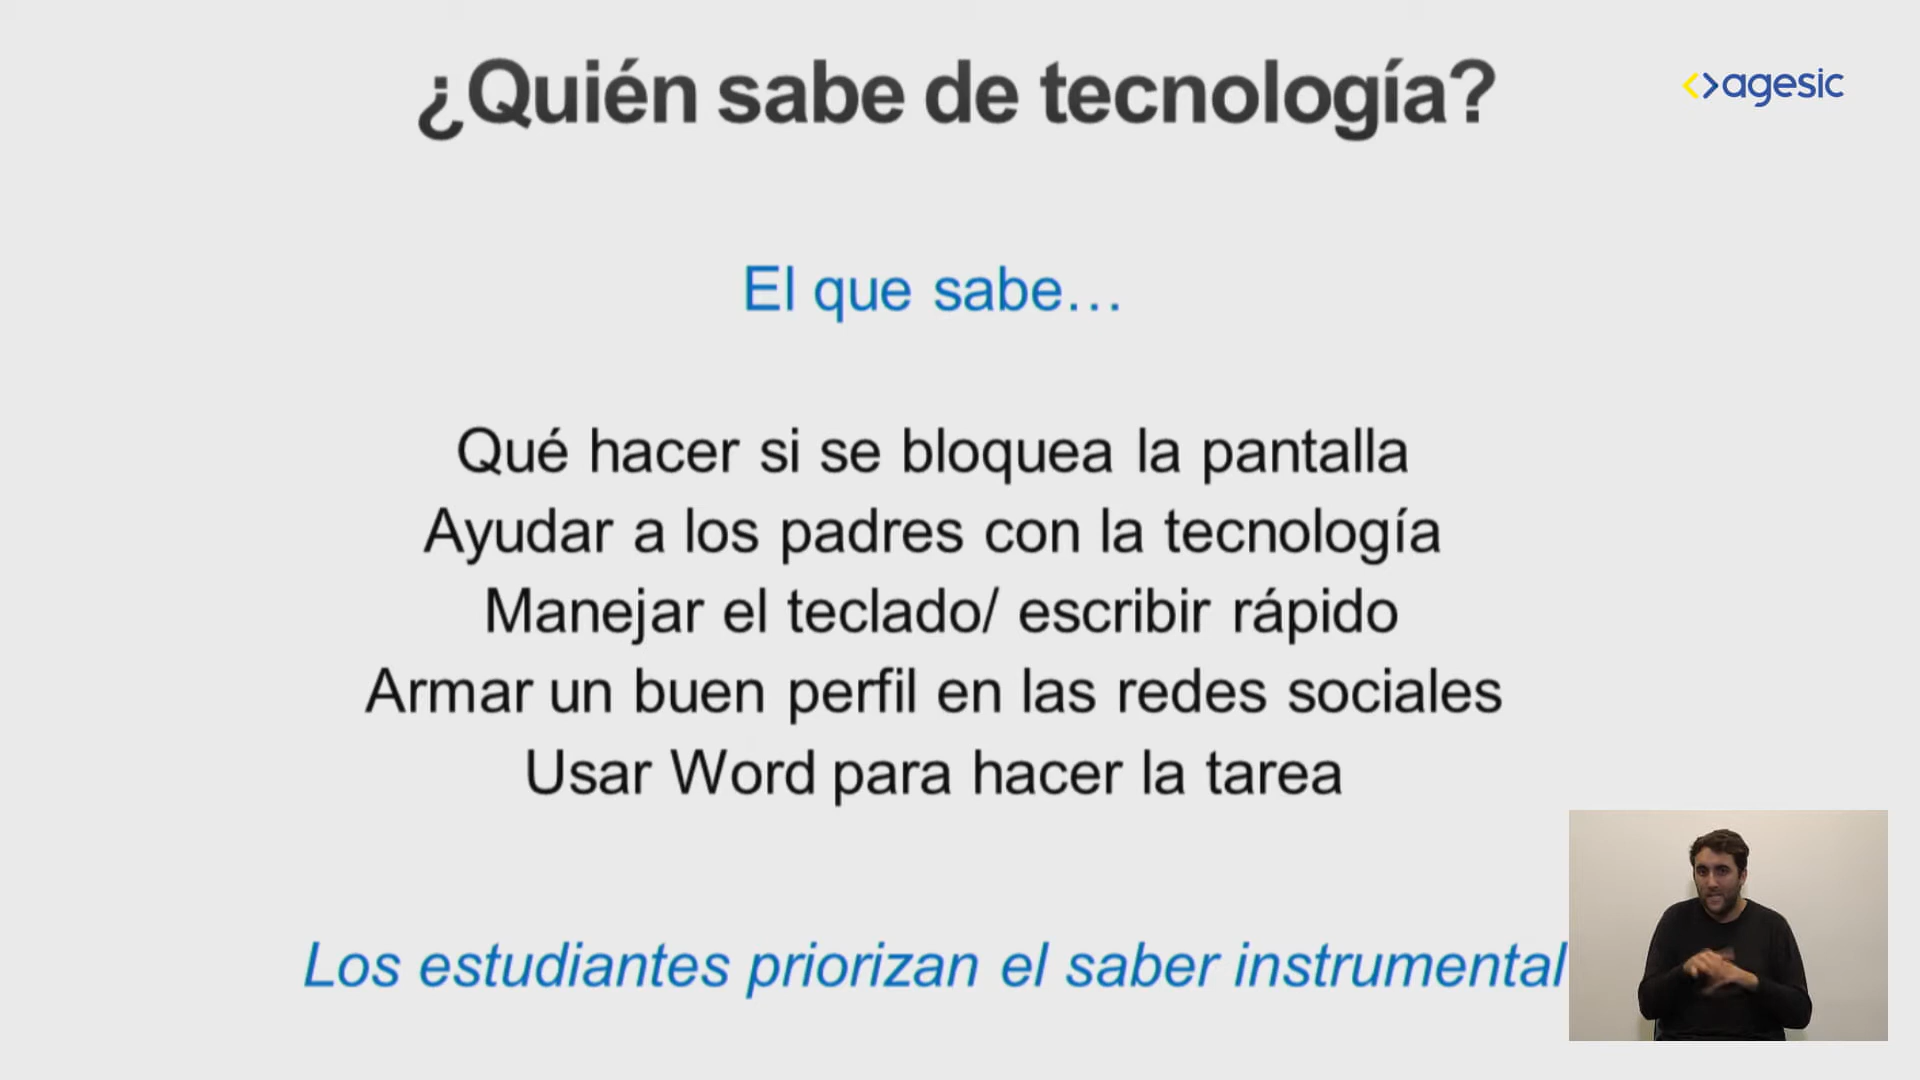 ¿Quién sabe de tecnología?
<>agesic
El que sabe…
Qué hacer si se bloquea la pantalla
Ayudar a los padres con la tecnología
Manejar el teclado/ escribir rápido
Armar un buen perfil en las redes sociales
Usar Word para hacer la tarea
Los estudiantes priorizan el saber instrumental